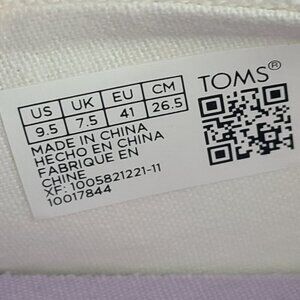 US UK EU CM
9.5 7.5 41 26.5
TOMS®
MADE IN CHINA
HECHO EN CHINA
FABRIQUE EN
CHINE
XF: 1005821221-11
10017844